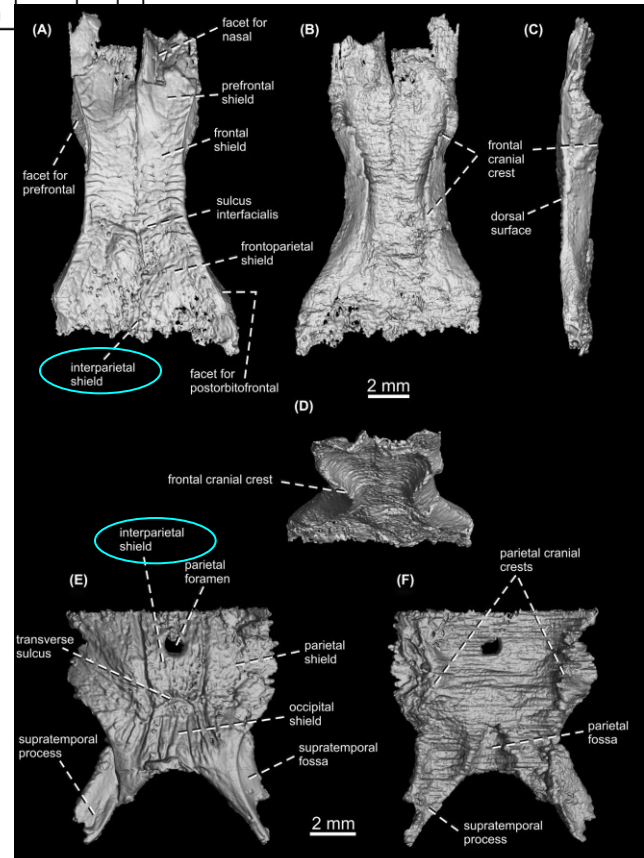 (A)
facet for
nasal
(B)
(C)
prefrontal
shield
frontal
shield
frontal
cranial
crest
facet for
prefrontal
sulcus
interfacialis
dorsal
surface
frontoparietal
shield
interparietal
shield
facet for
postorbitofrontal
2 mm
(D)
frontal cranial crest
interparietal
shield
parietal
foramen
(E)
parietal cranial
crests
(F)
transverse
sulcus
parietal
shield
occipital
shield
supratemporal
process
supratemporal
fossa
parietal
fossa
2 mm
supratemporal
process